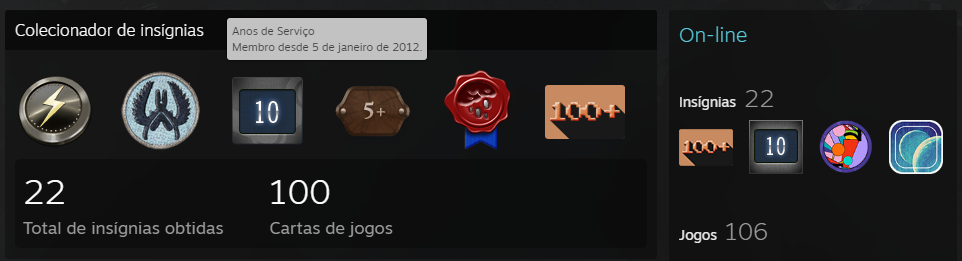 Colecionador de insígnias
Anos de Serviço
Membro desde 5 de janeiro de 2012.
10
5+
100+
22
Total de insígnias obtidas
100
Cartas de jogos
On-line
Insígnias 22
100+
10
Jogos 106